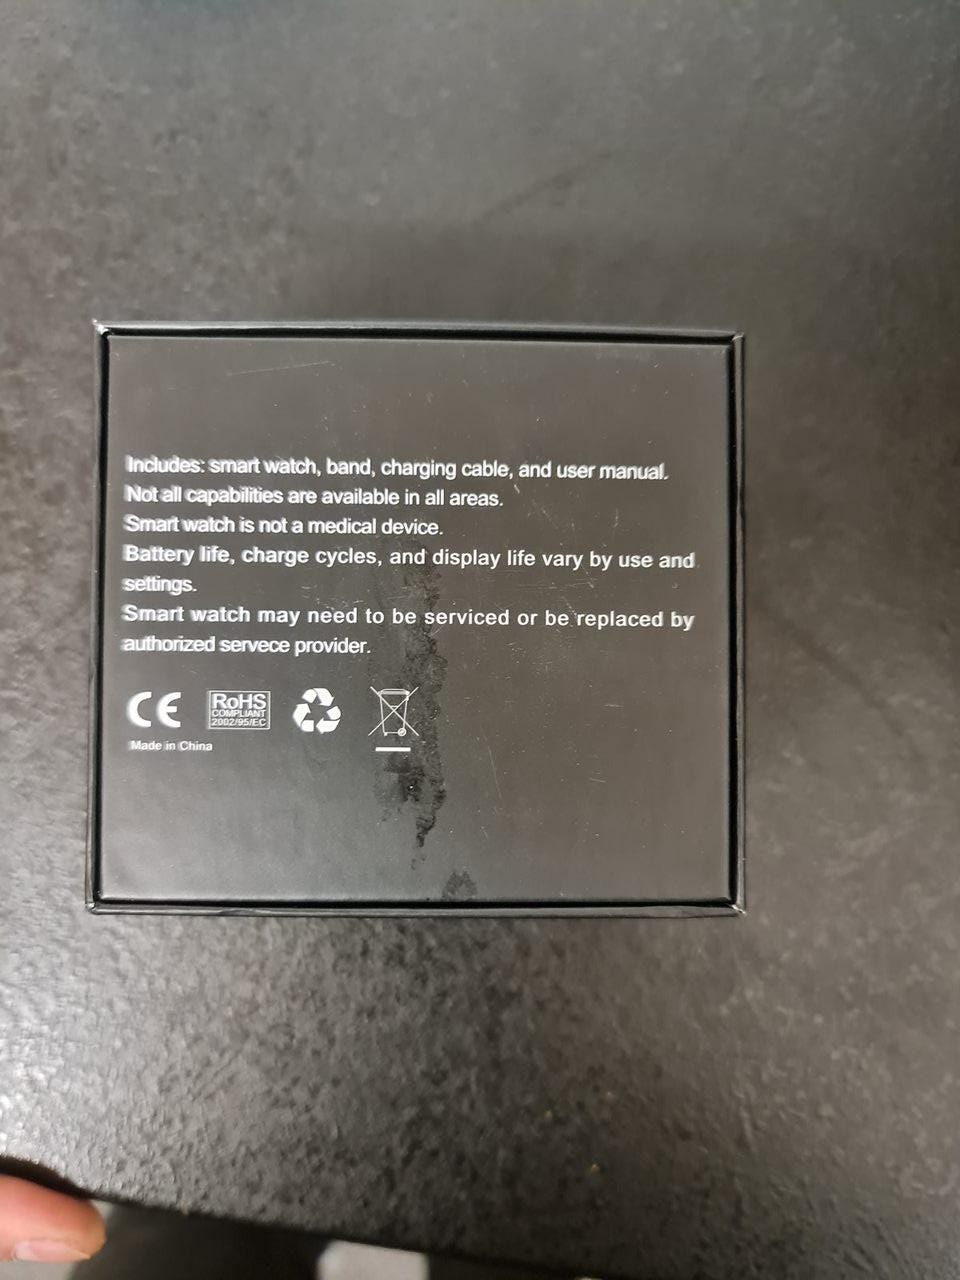 Includes: smart watch, band, charging cable, and user manual.
Not all capabilities are available in all areas.
Smart watch is not a medical device.
Battery life, charge cycles, and display life vary by use and
settings.
Smart watch may need to be serviced or be replaced by
authorized servece provider.
CE
RoHS
COMPLIANT
2002/95/EC
Made in China